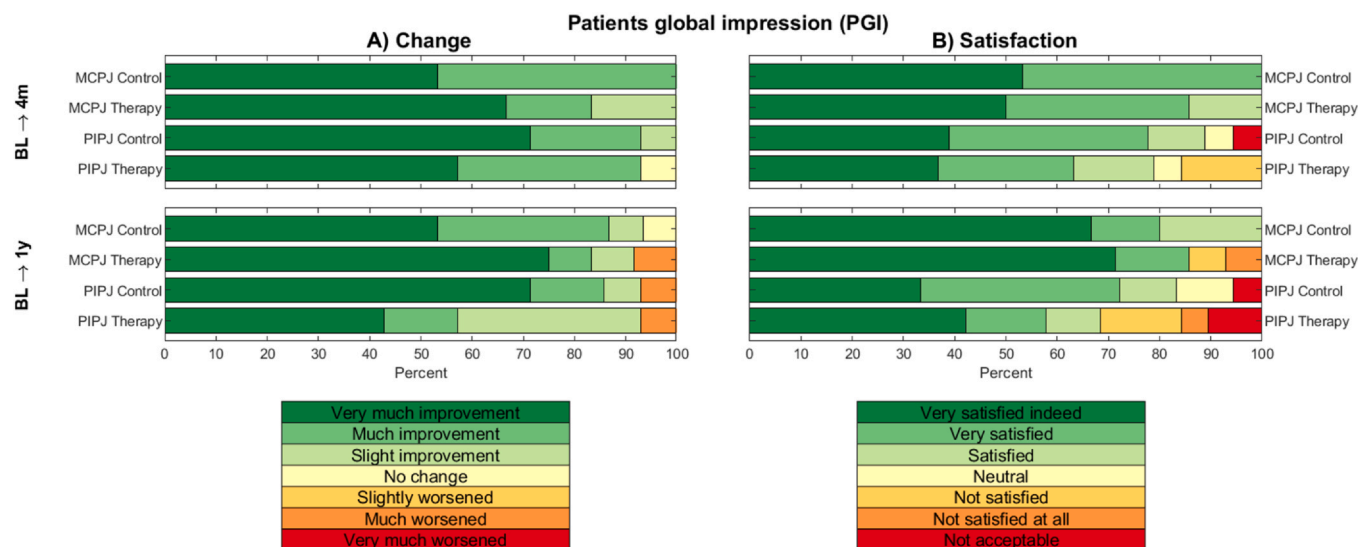 Patients global impression (PGI)
A) Change
B) Satisfaction
BL → 4m
MCPJ Control
MCPJ Therapy
PIPJ Control
PIPJ Therapy
MCPJ Control
MCPJ Therapy
PIPJ Control
PIPJ Therapy
BL → 1y
MCPJ Control
MCPJ Therapy
PIPJ Control
PIPJ Therapy
MCPJ Control
MCPJ Therapy
PIPJ Control
PIPJ Therapy
0 10 20 30 40 50 60 70 80 90 100
Percent
0 10 20 30 40 50 60 70 80 90 100
Percent
Very much improvement
Much improvement
Slight improvement
No change
Slightly worsened
Much worsened
Very much worsened
Very satisfied indeed
Very satisfied
Satisfied
Neutral
Not satisfied
Not satisfied at all
Not acceptable